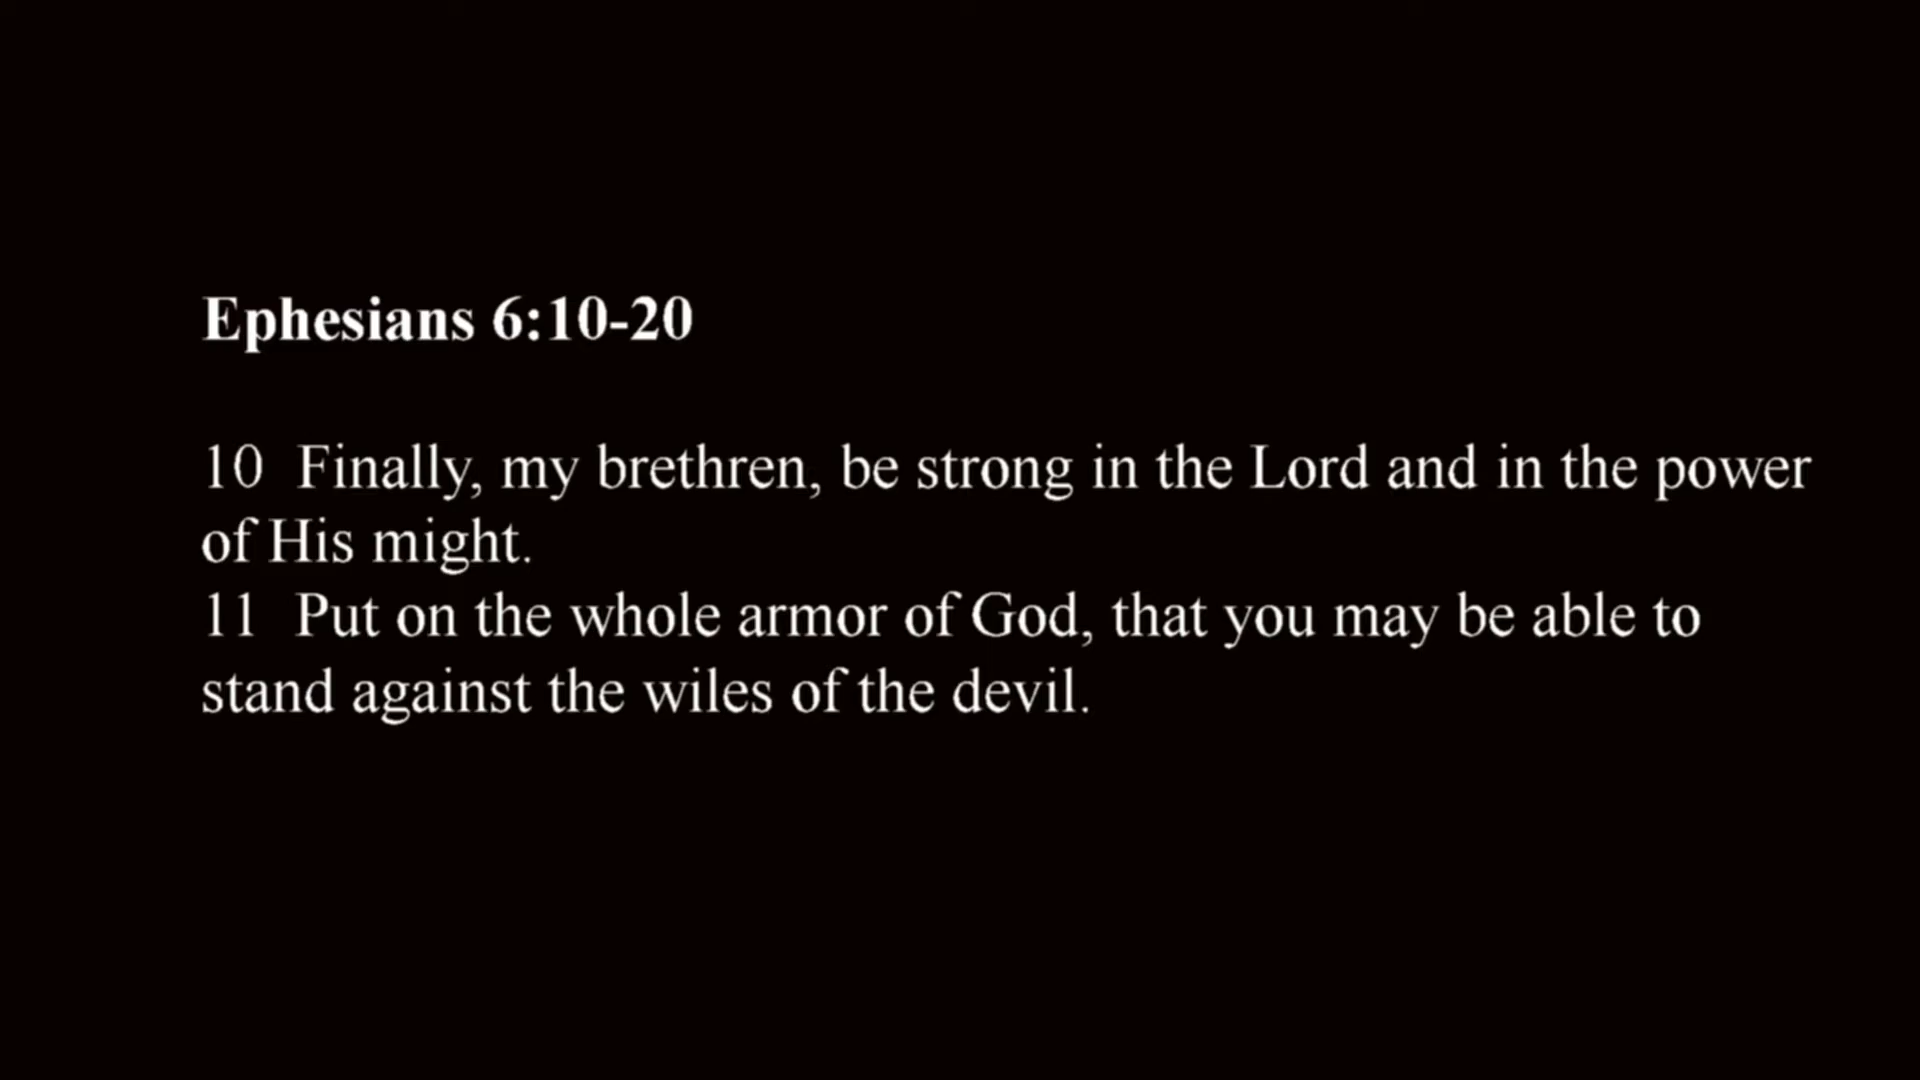 Ephesians 6:10-20
10 Finally, my brethren, be strong in the Lord and in the power
of His might.
11 Put on the whole armor of God, that you may be able to
stand against the wiles of the devil.